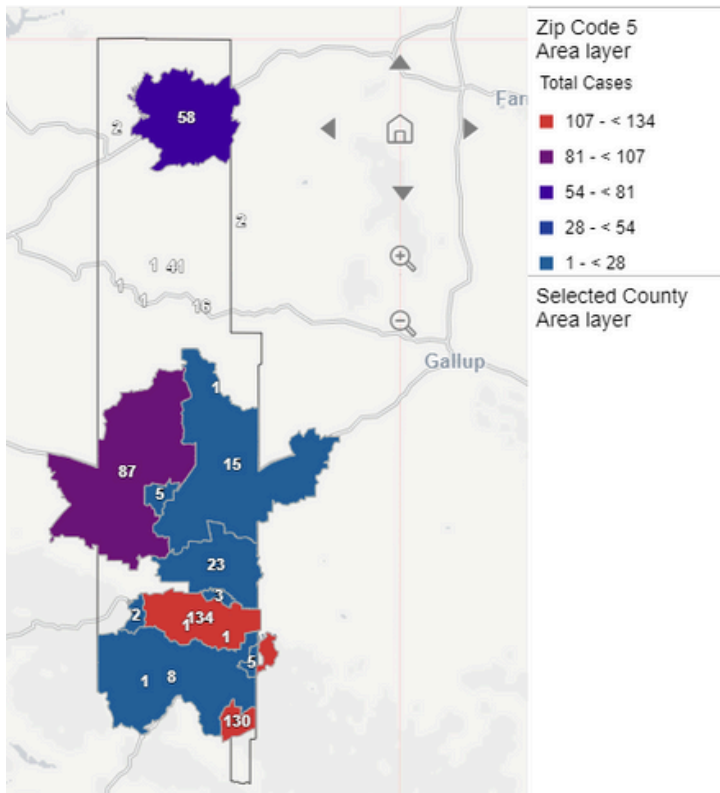 Zip Code 5
Area layer
Total Cases
107 - < 134
81 - < 107
54 - < 81
28 - < 54
1 - < 28
Selected County
Area layer
Fan
58
2
2
1 41
1
1
16
Gallup
1
87
15
5
23
3
2
134
1
1
5
1
8
130